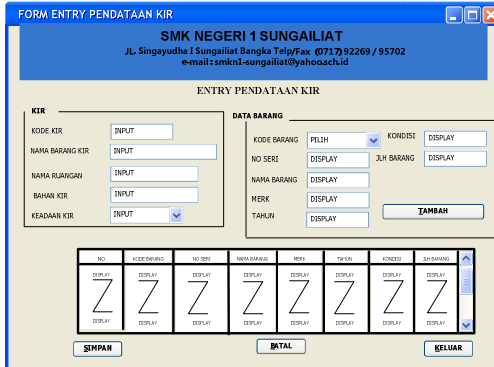 FORM ENTRY PENDATAAN KIR
SMK NEGERI 1 SUNGAILIAT
JL. Singayudha I Sungailiat Bangka Telp/Fax (0717) 92269 / 95702
e-mail : smkn1-sungailiat@yahoo.sch.id
ENTRY PENDATAAN KIR
KIR
KODE KIR INPUT
NAMA BARANG KIR INPUT
NAMA RUANGAN INPUT
BAHAN KIR INPUT
KEADAAN KIR INPUT
DATA BARANG
KODE BARANG PILIH KONDISI DISPLAY
NO SERI DISPLAY JLH BARANG DISPLAY
NAMA BARANG DISPLAY
MERK DISPLAY
TAHUN DISPLAY TAMBAH
NO KODE BARANG NO SERI NAMA BARANG MERK TAHUN KONDISI JLH BARANG
DISPLAY DISPLAY DISPLAY DISPLAY DISPLAY DISPLAY DISPLAY DISPLAY
DISPLAY DISPLAY DISPLAY DISPLAY DISPLAY DISPLAY DISPLAY DISPLAY
SIMPAN BATAL KELUAR